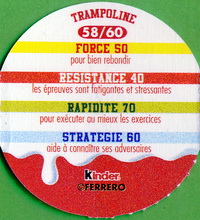 TRAMPOLINE
58/60
FORCE 50
pour bien rebondir
RESISTANCE 40
les épreuves sont fatigantes et stressantes
RAPIDITE 70
pour exécuter au mieux les exercices
STRATEGIE 60
aide à connaître ses adversaires
Kinder
©FERRERO